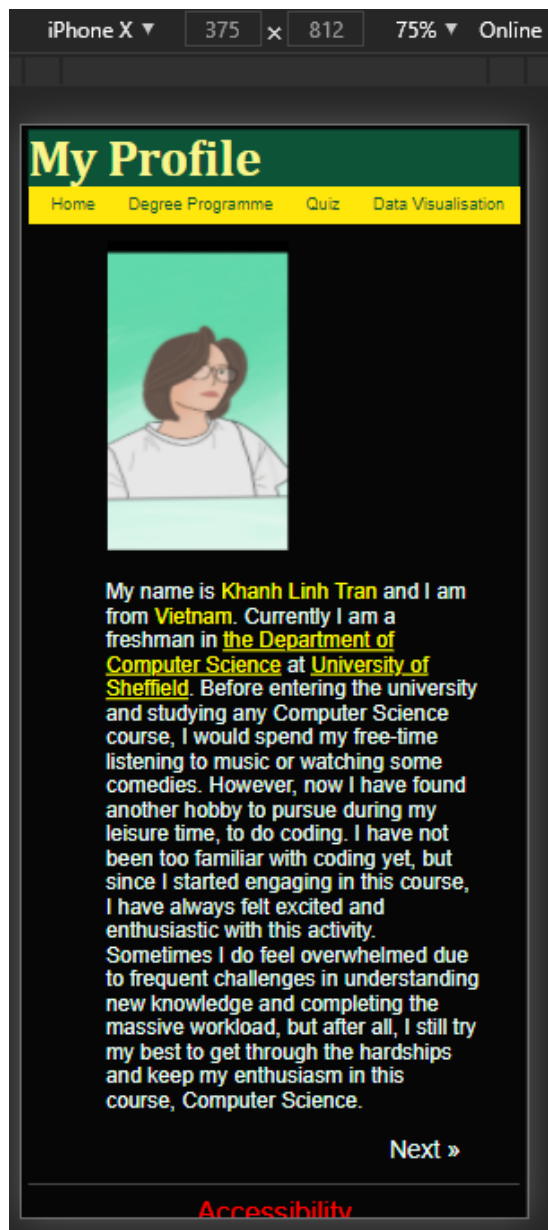 iPhone X ▼ 375 × 812 75% ▼ Online
My Profile
Home Degree Programme Quiz Data Visualisation
My name is Khanh Linh Tran and I am
from Vietnam. Currently I am a
freshman in the Department of
Computer Science at University of
Sheffield. Before entering the university
and studying any Computer Science
course, I would spend my free-time
listening to music or watching some
comedies. However, now I have found
another hobby to pursue during my
leisure time, to do coding. I have not
been too familiar with coding yet, but
since I started engaging in this course,
I have always felt excited and
enthusiastic with this activity.
Sometimes I do feel overwhelmed due
to frequent challenges in understanding
new knowledge and completing the
massive workload, but after all, I still try
my best to get through the hardships
and keep my enthusiasm in this
course, Computer Science.
Next »
Accessibility